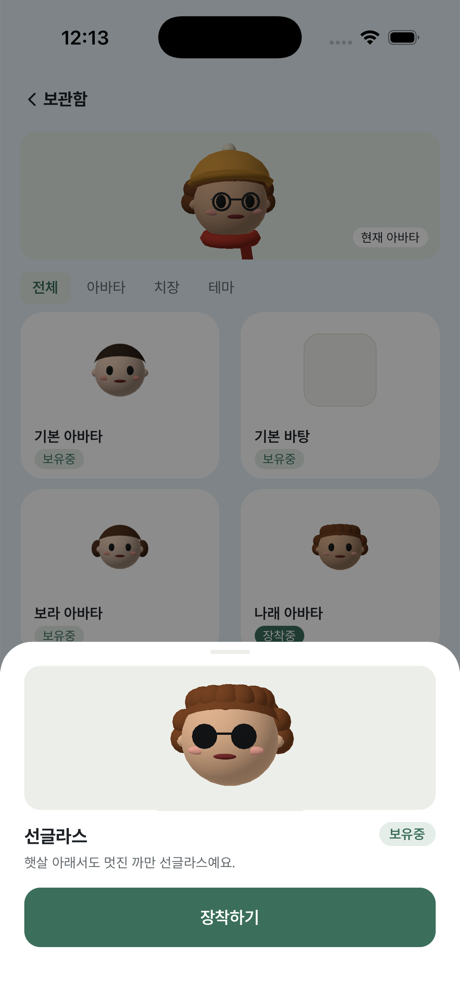 12:13
보관함
현재 아바타
전체 아바타 치장 테마
기본 아바타
보유중
기본 바탕
보유중
보라 아바타
보유중
나래 아바타
장착중
선글라스
보유중
햇살 아래서도 멋진 까만 선글라스예요.
장착하기